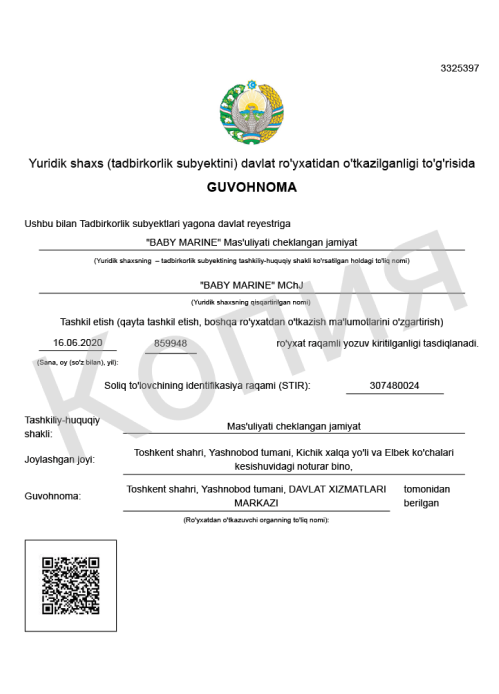 3325397
Yuridik shaxs (tadbirkorlik subyektini) davlat ro'yxatidan o'tkazilganligi to'g'risida
GUVOHNOMA
Ushbu bilan Tadbirkorlik subyektlari yagona davlat reyestriga
"BABY MARINE" Mas'uliyati cheklangan jamiyat
(Yuridik shaxsning – tadbirkorlik subyektining tashkiliy-huquqiy shakli ko'rsatilgan holdagi to'liq nomi)
"BABY MARINE" MChJ
(Yuridik shaxsning qisqartirilgan nomi)
Tashkil etish (qayta tashkil etish, boshqa ro'yxatdan o'tkazish ma'lumotlarini o'zgartirish)
16.06.2020 859948 ro'yxat raqamli yozuv kiritilganligi tasdiqlanadi.
(Sana, oy (so'z bilan), yil):
Soliq to'lovchining identifikasiya raqami (STIR): 307480024
Tashkiliy-huquqiy
shakli: Mas'uliyati cheklangan jamiyat
Joylashgan joyi: Toshkent shahri, Yashnobod tumani, Kichik xalqa yo'li va Elbek ko'chalari
kesishuvidagi noturar bino,
Guvohnoma: Toshkent shahri, Yashnobod tumani, DAVLAT XIZMATLARI tomonidan
MARKAZI berilgan
(Ro'yxatdan o'tkazuvchi organning to'liq nomi):
Копия